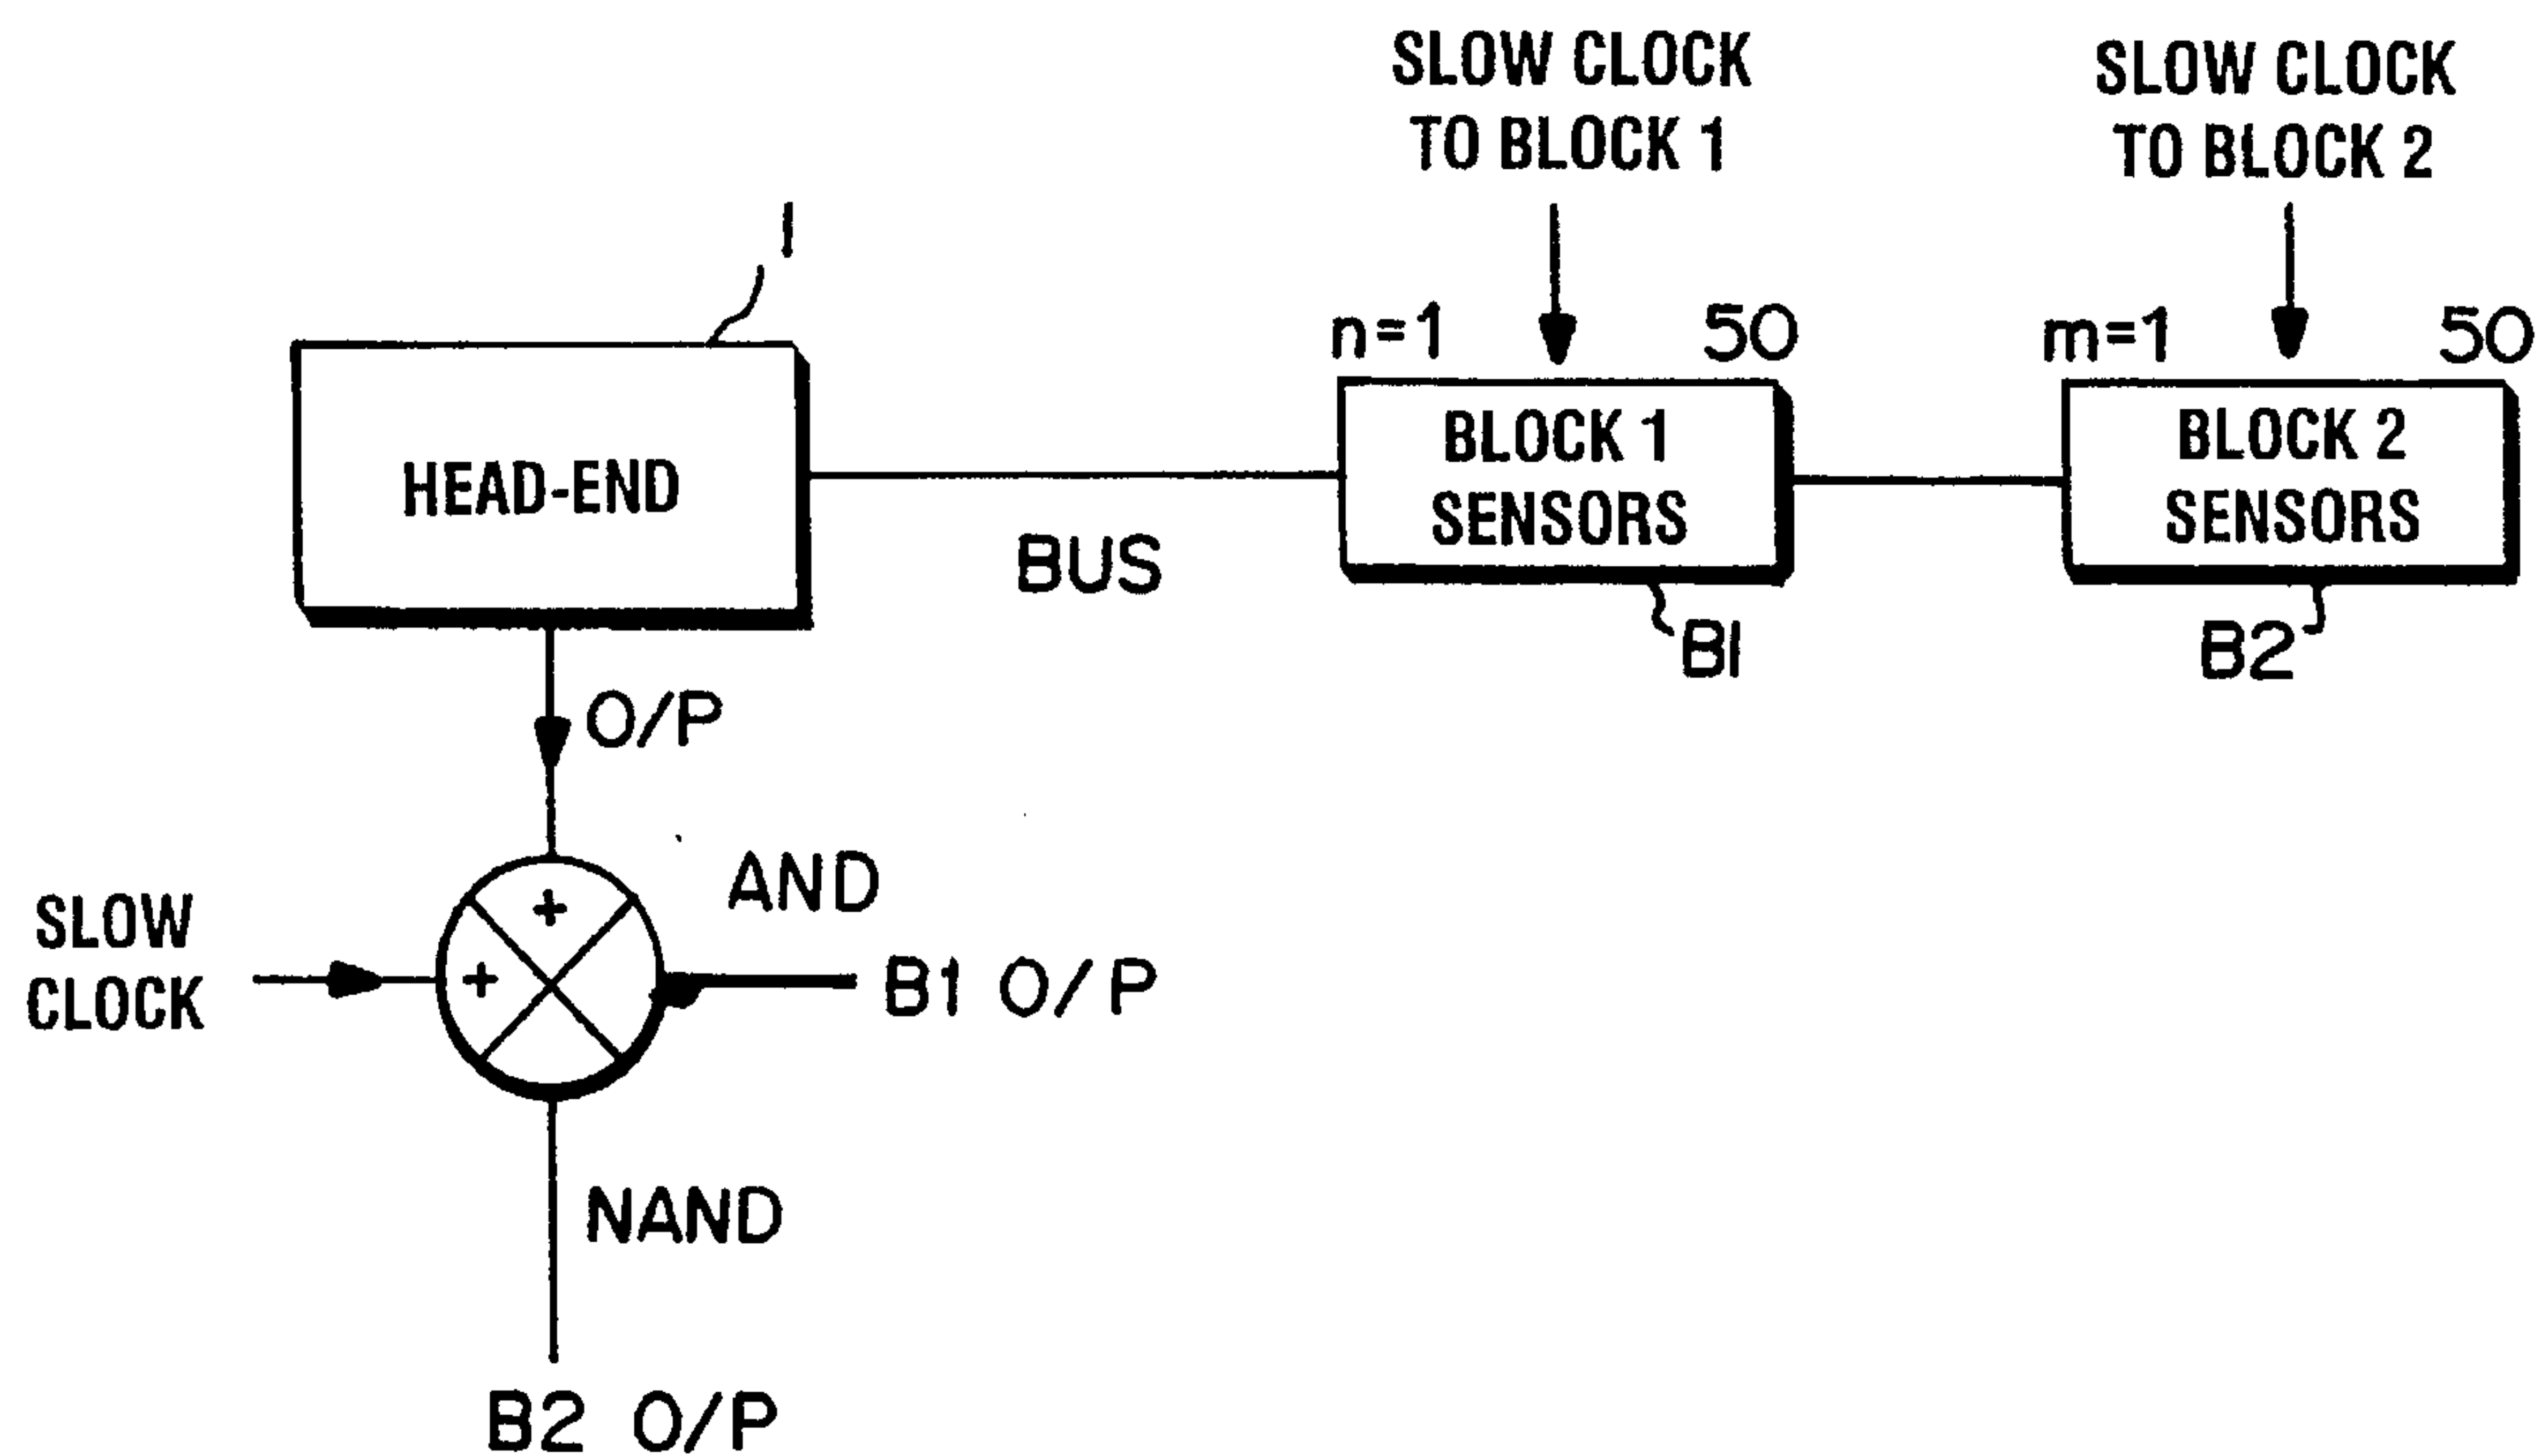 SLOW CLOCK
TO BLOCK 1
SLOW CLOCK
TO BLOCK 2
1
n=1
50
m=1
50
HEAD-END
BUS
BLOCK 1
SENSORS
BLOCK 2
SENSORS
B1
B2
O/P
+
AND
SLOW
CLOCK
+
B1 O/P
NAND
B2 O/P